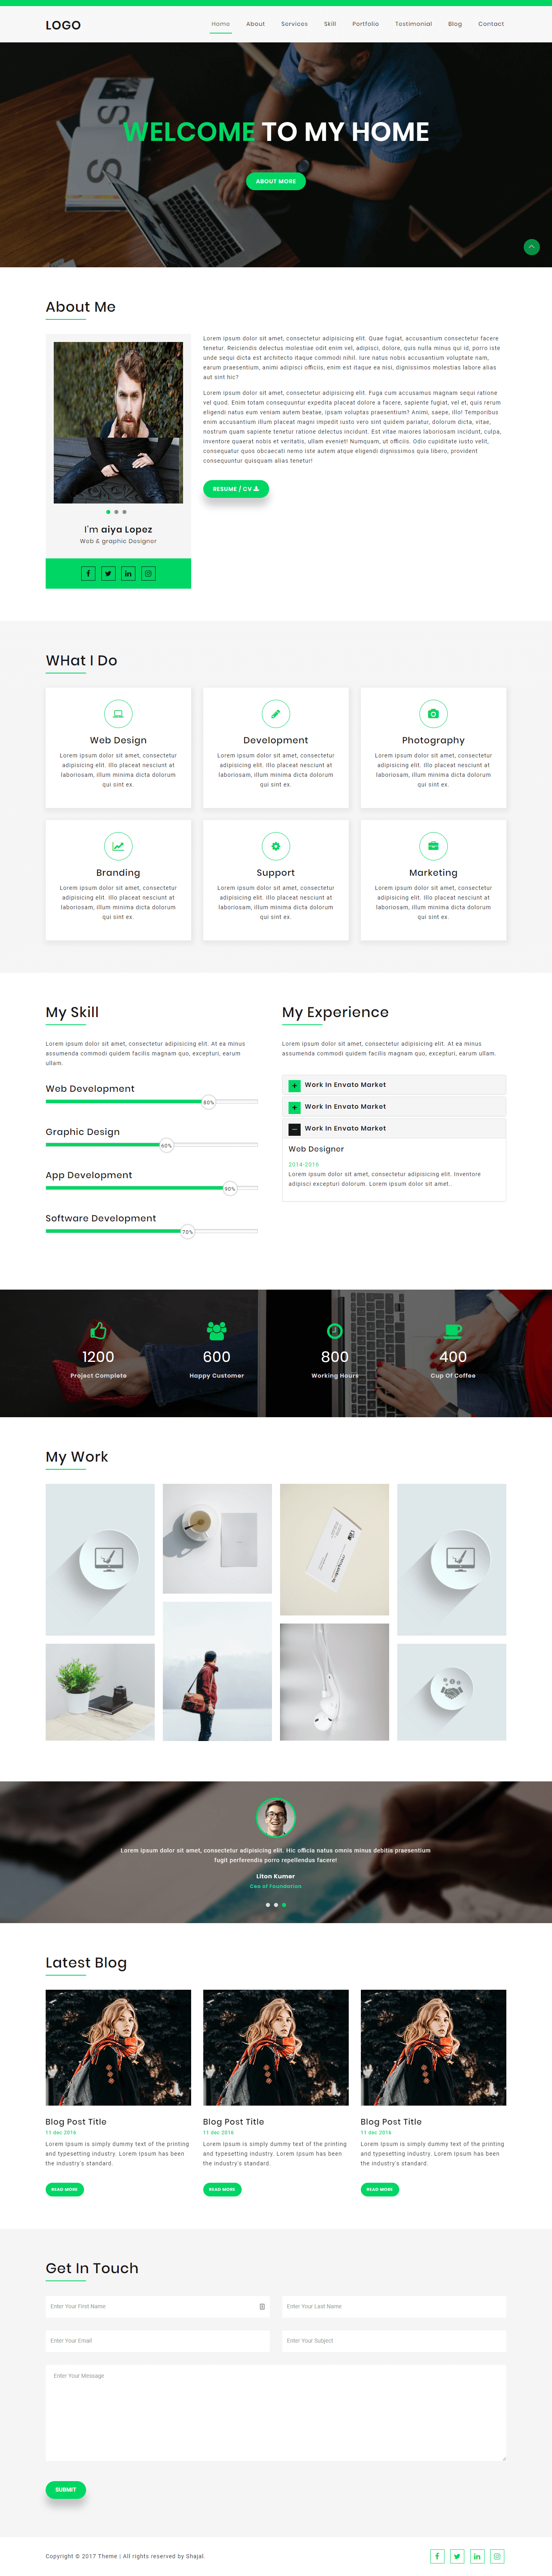 LOGO
Home About Services Skill Portfolio Testimonial Blog Contact
WELCOME TO MY HOME
ABOUT MORE
About Me
Lorem ipsum dolor sit amet, consectetur adipisicing elit. Quae fugiat, accusantium consectetur facere
tenetur. Reiciendis delectus molestiae odit enim vel, adipisci, dolore, quis nulla minus qui id, porro iste
unde sequi dicta est architecto itaque commodi nihil. Iure natus nobis accusantium voluptate nam,
earum praesentium, animi adipisci officiis, enim est itaque ea nisi, dignissimos molestias labore alias
aut sint hic?
Lorem ipsum dolor sit amet, consectetur adipisicing elit. Fuga cum accusamus magnam sequi ratione
vel quod. Enim totam consequuntur expedita placeat dolore a facere, sapiente fugiat, vel et, quis rerum
eligendi natus eum veniam autem beatae, ipsam voluptas praesentium? Animi, saepe, illo! Temporibus
enim accusantium illum placeat magni impedit iusto vero sint quidem pariatur, dolorum dicta, vitae,
nostrum quam sapiente tenetur ratione delectus incidunt. Est vitae maiores laboriosam incidunt, culpa,
inventore quaerat nobis et veritatis, ullam eveniet! Numquam, ut officiis. Odio cupiditate iusto velit,
consequatur quos obcaecati nemo iste autem atque eligendi dignissimos quia libero, provident
consequuntur quisquam alias tenetur!
RESUME / CV
I'm aiya Lopez
Web & graphic Designer
WHat I Do
Web Design
Lorem ipsum dolor sit amet, consectetur
adipisicing elit. Illo placeat nesciunt at
laboriosam, illum minima dicta dolorum
qui sint ex.
Development
Lorem ipsum dolor sit amet, consectetur
adipisicing elit. Illo placeat nesciunt at
laboriosam, illum minima dicta dolorum
qui sint ex.
Photography
Lorem ipsum dolor sit amet, consectetur
adipisicing elit. Illo placeat nesciunt at
laboriosam, illum minima dicta dolorum
qui sint ex.
Branding
Lorem ipsum dolor sit amet, consectetur
adipisicing elit. Illo placeat nesciunt at
laboriosam, illum minima dicta dolorum
qui sint ex.
Support
Lorem ipsum dolor sit amet, consectetur
adipisicing elit. Illo placeat nesciunt at
laboriosam, illum minima dicta dolorum
qui sint ex.
Marketing
Lorem ipsum dolor sit amet, consectetur
adipisicing elit. Illo placeat nesciunt at
laboriosam, illum minima dicta dolorum
qui sint ex.
My Skill
Lorem ipsum dolor sit amet, consectetur adipisicing elit. At ea minus
assumenda commodi quidem facilis magnam quo, excepturi, earum
ullam.
Web Development
80%
Graphic Design
60%
App Development
90%
Software Development
70%
My Experience
Lorem ipsum dolor sit amet, consectetur adipisicing elit. At ea minus
assumenda commodi quidem facilis magnam quo, excepturi, earum ullam.
Work In Envato Market
Work In Envato Market
Work In Envato Market
Web Designer
2014-2016
Lorem ipsum dolor sit amet, consectetur adipisicing elit. Inventore
adipisci excepturi dolorum. Lorem ipsum dolor sit amet..
1200
Project Complete
600
Happy Customer
800
Working Hours
400
Cup Of Coffee
My Work
Lorem ipsum dolor sit amet, consectetur adipisicing elit. Hic officia natus omnis minus debitis praesentium
fugit perferendis porro repellendus facere!
Liton Kumer
Ceo of Foundation
Latest Blog
Blog Post Title
11 dec 2016
Lorem Ipsum is simply dummy text of the printing
and typesetting industry. Lorem Ipsum has been
the industry's standard.
READ MORE
Blog Post Title
11 dec 2016
Lorem Ipsum is simply dummy text of the printing
and typesetting industry. Lorem Ipsum has been
the industry's standard.
READ MORE
Blog Post Title
11 dec 2016
Lorem Ipsum is simply dummy text of the printing
and typesetting industry. Lorem Ipsum has been
the industry's standard.
READ MORE
Get In Touch
Enter Your First Name
Enter Your Last Name
Enter Your Email
Enter Your Subject
Enter Your Message
SUBMIT
Copyright © 2017 Theme | All rights reserved by Shajal.